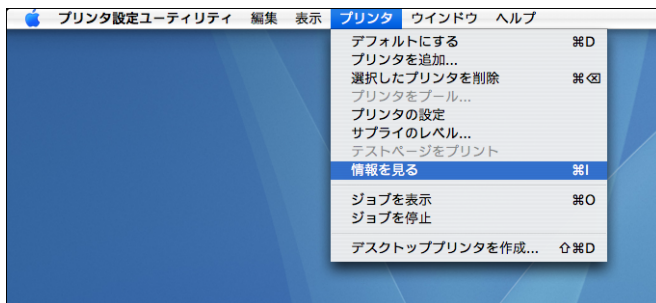 プリンタ設定ユーティリティ 編集 表示 プリンタ ウインドウ ヘルプ
デフォルトにする ⌘D
プリンタを追加...
選択したプリンタを削除 ⌘⌫
プリンタをプール...
プリンタの設定
サプライのレベル...
テストページをプリント
情報を見る ⌘I
ジョブを表示 ⌘O
ジョブを停止
デスクトッププリンタを作成... ⇧⌘D